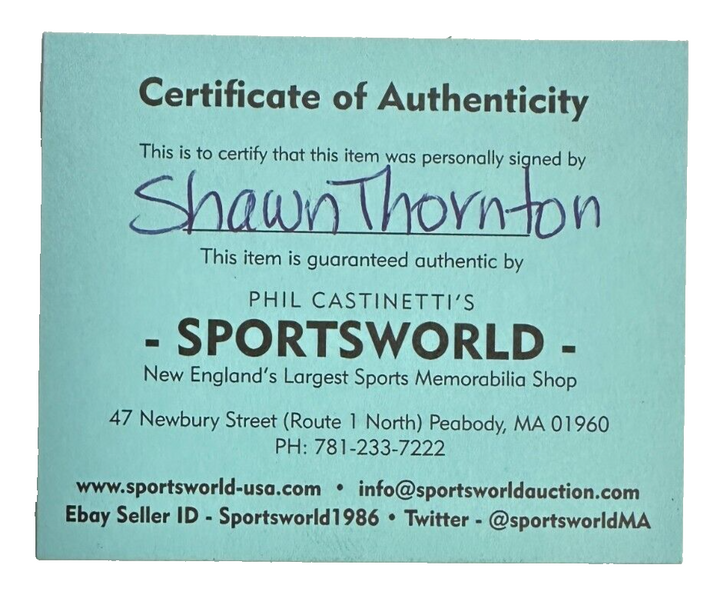 Certificate of Authenticity
This is to certify that this item was personally signed by
Shawn Thornton
This item is guaranteed authentic by
PHIL CASTINETTI'S
- SPORTSWORLD -
New England's Largest Sports Memorabilia Shop
47 Newbury Street (Route 1 North) Peabody, MA 01960
PH: 781-233-7222
www.sportsworld-usa.com • info@sportsworldauction.com
Ebay Seller ID - Sportsworld1986 • Twitter - @sportsworldMA